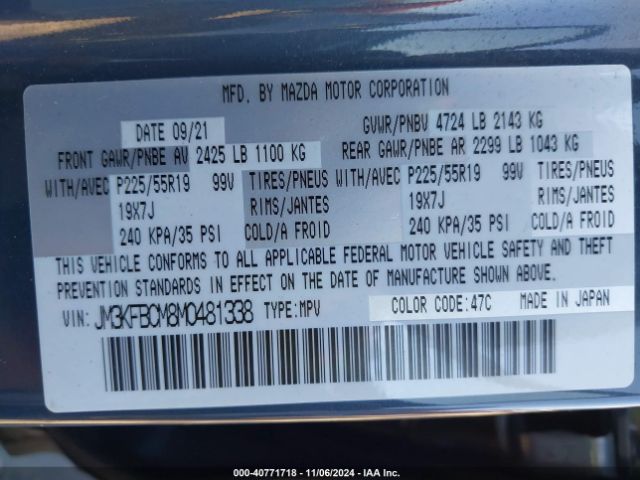 MFD. BY MAZDA MOTOR CORPORATION
DATE 09/21 GVWR/PNBV 4724 LB 2143 KG
FRONT GAWR/PNBE AV 2425 LB 1100 KG REAR GAWR/PNBE AR 2299 LB 1043 KG
WITH/AVEC P225/55R19 99V TIRES/PNEUS WITH/AVEC P225/55R19 99V TIRES/PNEUS
19X7J RIMS/JANTES 19X7J RIMS/JANTES
240 KPA/35 PSI COLD/A FROID 240 KPA/35 PSI COLD/A FROID
THIS VEHICLE CONFORMS TO ALL APPLICABLE FEDERAL MOTOR VEHICLE SAFETY AND THEFT
PREVENTION STANDARDS IN EFFECT ON THE DATE OF MANUFACTURE SHOWN ABOVE.
VIN: JM3KFBCM8M0481338 TYPE:MPV COLOR CODE:47C MADE IN JAPAN
000-40771718 - 11/06/2024 - IAA Inc.